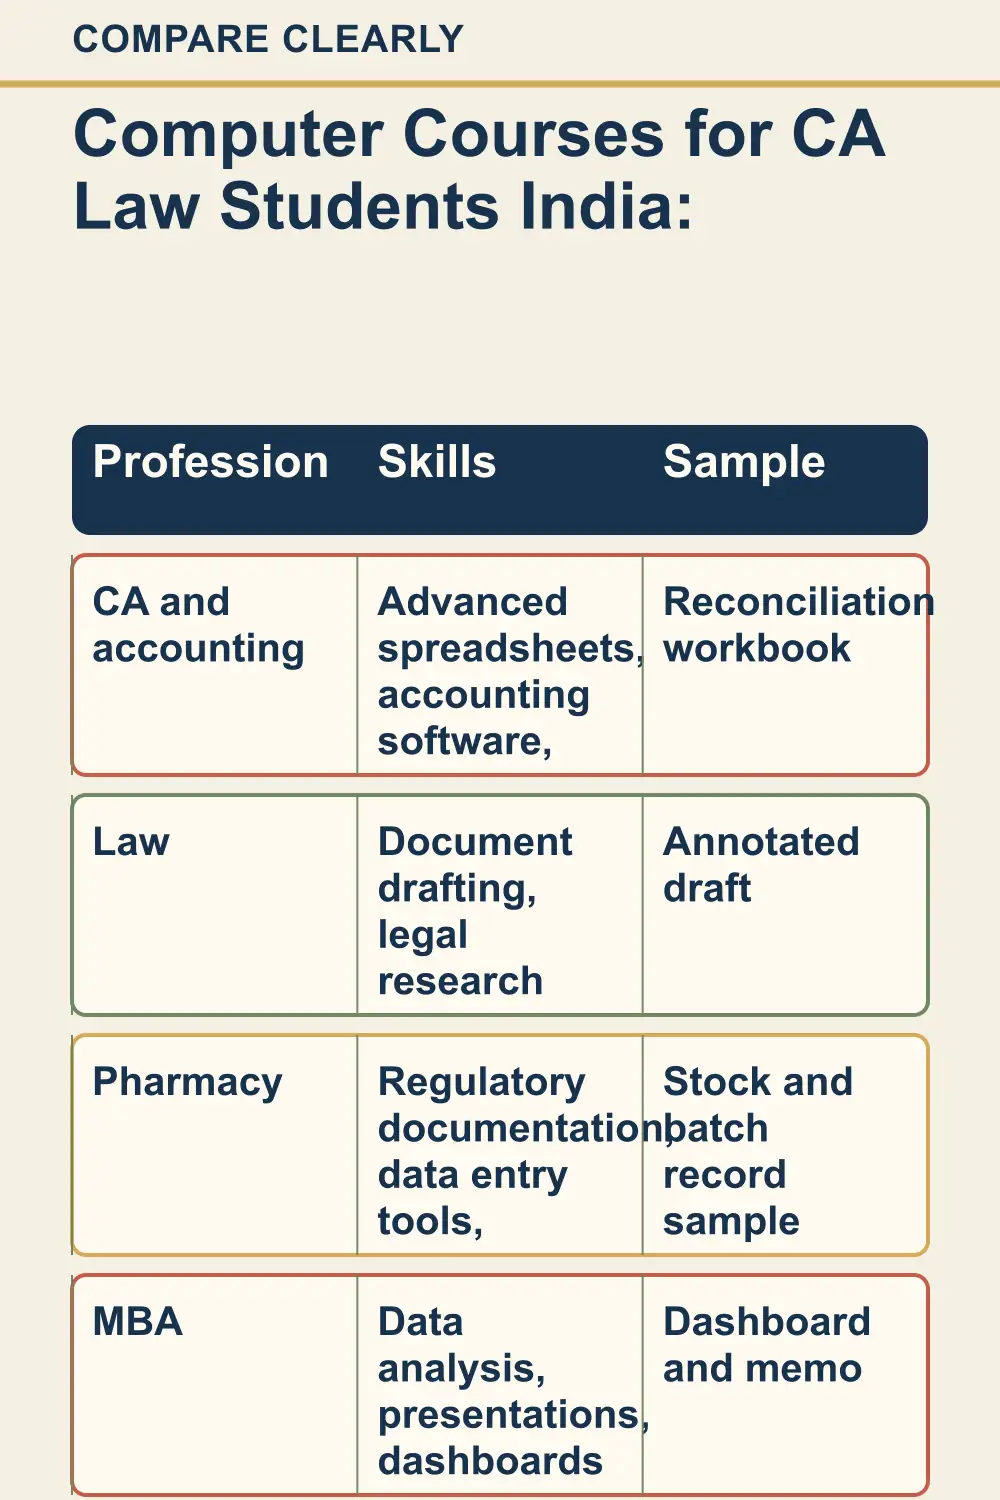 COMPARE CLEARLY
Computer Courses for CA
Law Students India:
Profession Skills Sample
CA and
accounting
Advanced
spreadsheets,
accounting
software,
Reconciliation
workbook
Law
Document
drafting,
legal
research
Annotated
draft
Pharmacy
Regulatory
documentation,
data entry
tools,
Stock and
batch
record
sample
MBA
Data
analysis,
presentations,
dashboards
Dashboard
and memo